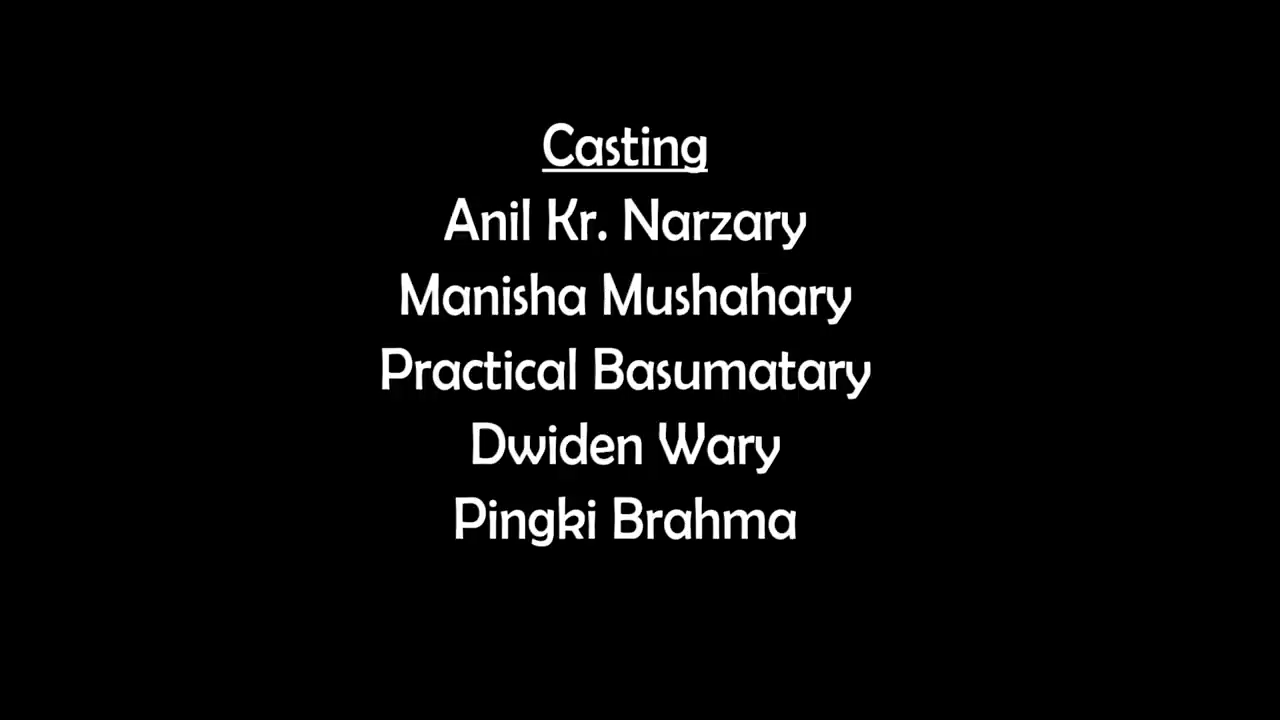 Casting
Anil Kr. Narzary
Manisha Mushahary
Practical Basumatary
Dwiden Wary
Pingki Brahma